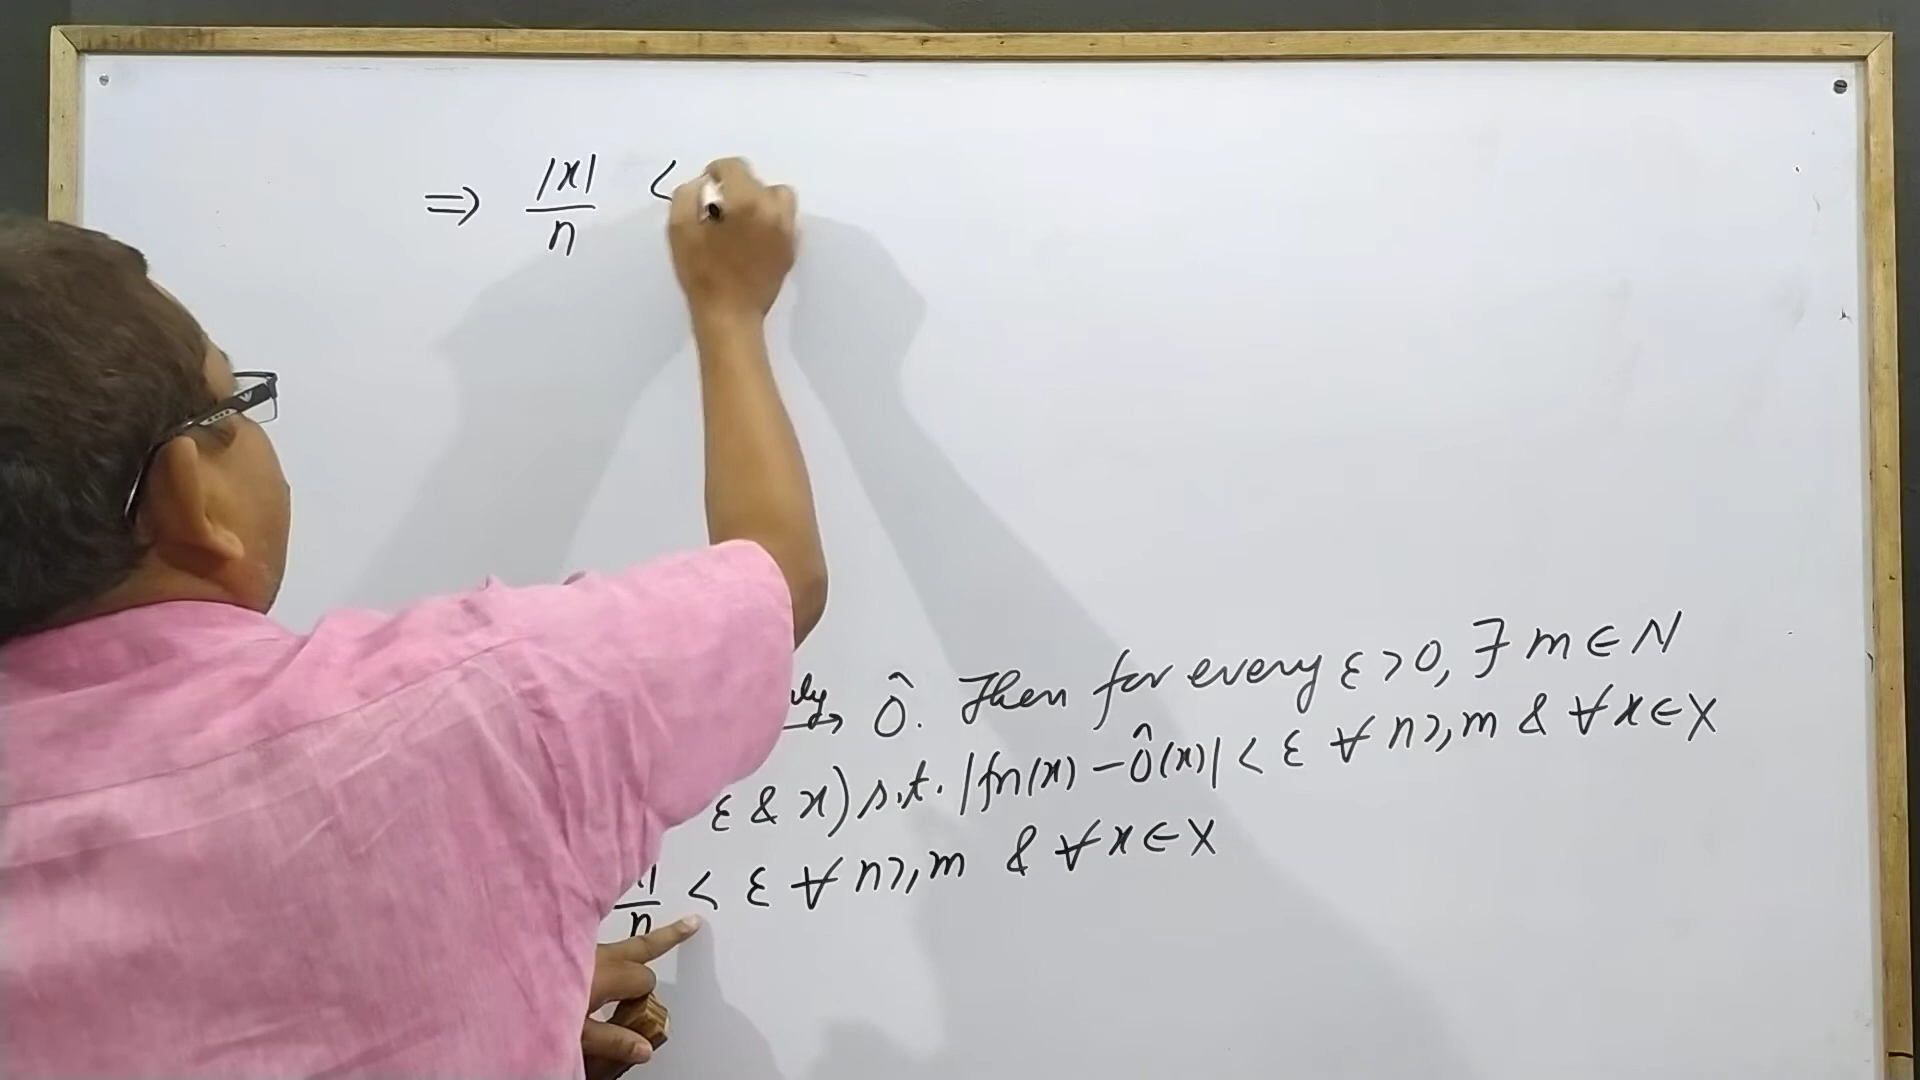 ⇒ |x|/n <
→ ô. Then for every ε>0, ∃ m ∈ N
ε & x) s.t. |fn(x) – ô(x)| < ε ∀ n≥m & ∀ x ∈ X
/n < ε ∀ n≥m & ∀ x ∈ X